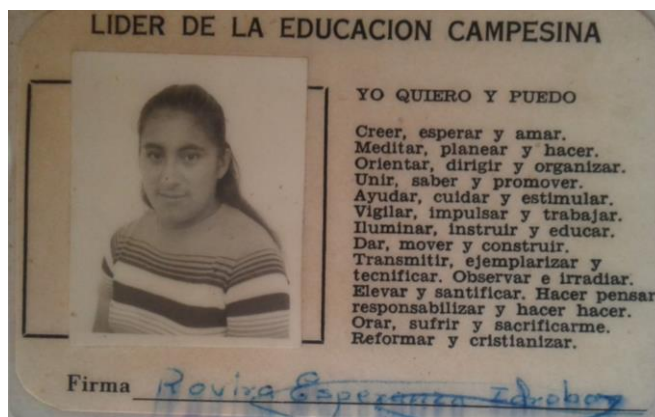 LIDER DE LA EDUCACION CAMPESINA
YO QUIERO Y PUEDO
Creer, esperar y amar.
Meditar, planear y hacer.
Orientar, dirigir y organizar.
Unir, saber y promover.
Ayudar, cuidar y estimular.
Vigilar, impulsar y trabajar.
Iluminar, instruir y educar.
Dar, mover y construir.
Transmitir, ejemplarizar y
tecnificar. Observar e irradiar.
Elevar y santificar. Hacer pensar
responsabilizar y hacer hacer.
Orar, sufrir y sacrificarme.
Reformar y cristianizar.
Firma Rovira Esperanza Idrobo